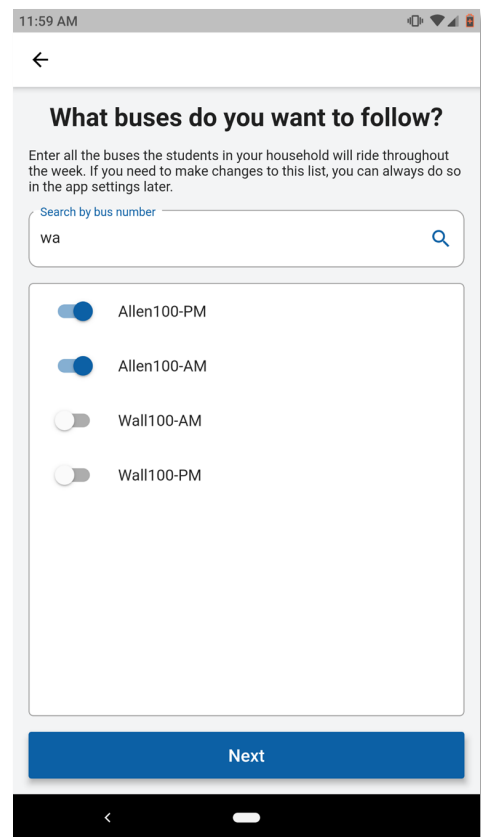 11:59 AM
What buses do you want to follow?
Enter all the buses the students in your household will ride throughout
the week. If you need to make changes to this list, you can always do so
in the app settings later.
Search by bus number
wa
Allen100-PM
Allen100-AM
Wall100-AM
Wall100-PM
Next